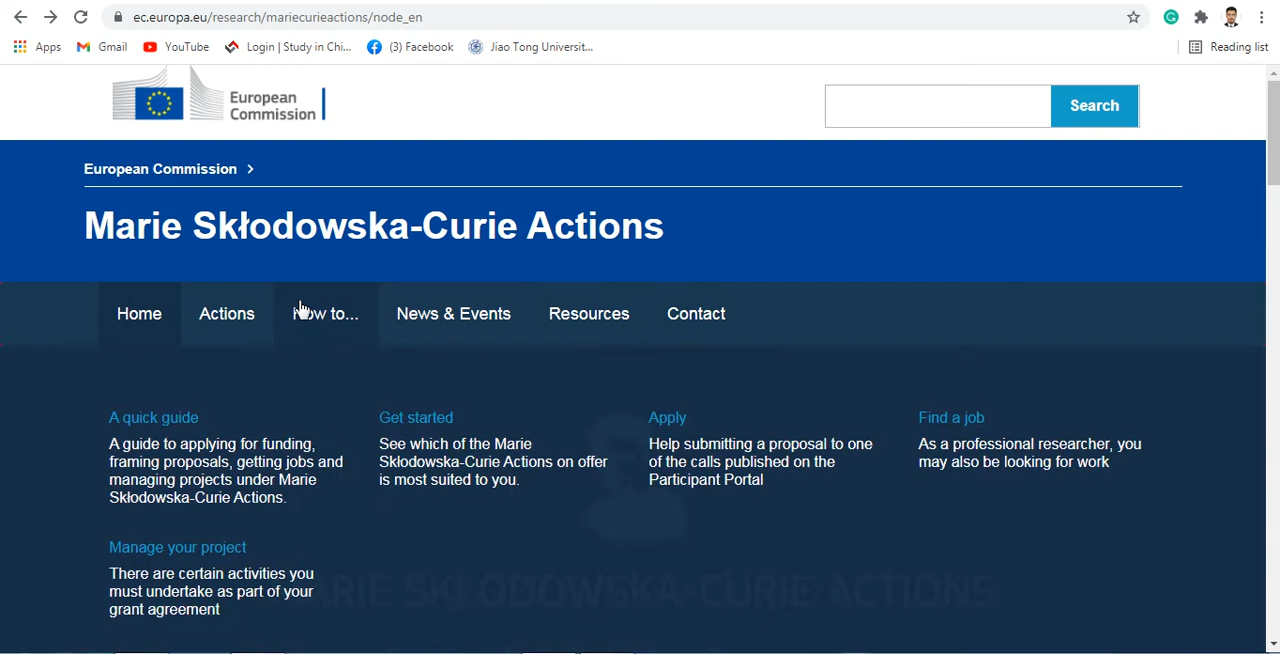 ec.europa.eu/research/mariecurieactions/node_en
Apps Gmail YouTube Login | Study in Chi... (3) Facebook Jiao Tong Universit... Reading list
European
Commission
Search
European Commission >
Marie Skłodowska-Curie Actions
Home Actions How to... News & Events Resources Contact
A quick guide
A guide to applying for funding,
framing proposals, getting jobs and
managing projects under Marie
Skłodowska-Curie Actions.
Get started
See which of the Marie
Skłodowska-Curie Actions on offer
is most suited to you.
Apply
Help submitting a proposal to one
of the calls published on the
Participant Portal
Find a job
As a professional researcher, you
may also be looking for work
Manage your project
There are certain activities you
must undertake as part of your
grant agreement
MARIE SKŁODOWSKA-CURIE ACTIONS